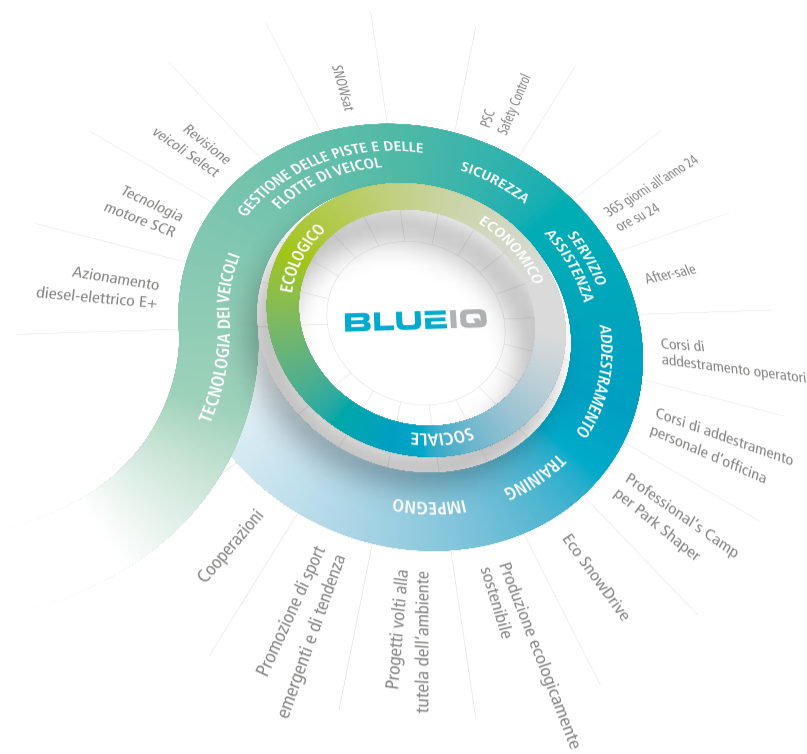 SNOWsat
PSC
Safety Control
Revisione
veicoli Select
Tecnologia
motore SCR
Azionamento
diesel-elettrico E+
365 giorni all'anno 24
ore su 24
After-sale
Corsi di
addestramento operatori
Corsi di addestramento
personale d'officina
Professional's Camp
per Park Shaper
Eco SnowDrive
Produzione ecologicamente
sostenibile
Progetti volti alla
tutela dell'ambiente
Promozione di sport
emergenti e di tendenza
Cooperazioni
TECNOLOGIA DEI VEICOLI
GESTIONE DELLE PISTE E DELLE
FLOTTE DI VEICOL
SICUREZZA
SERVIZIO
ASSISTENZA
ADDESTRAMENTO
TRAINING
IMPEGNO
ECOLOGICO
ECONOMICO
SOCIALE
BLUEIQ